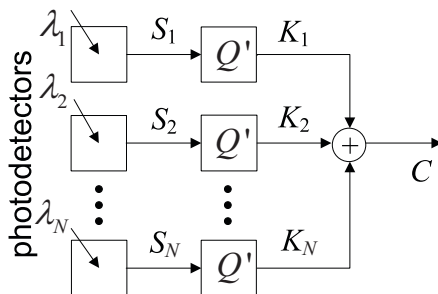 photodetectors
λ1 S1 Q' K1
λ2 S2 Q' K2
+ C
λN SN Q' KN